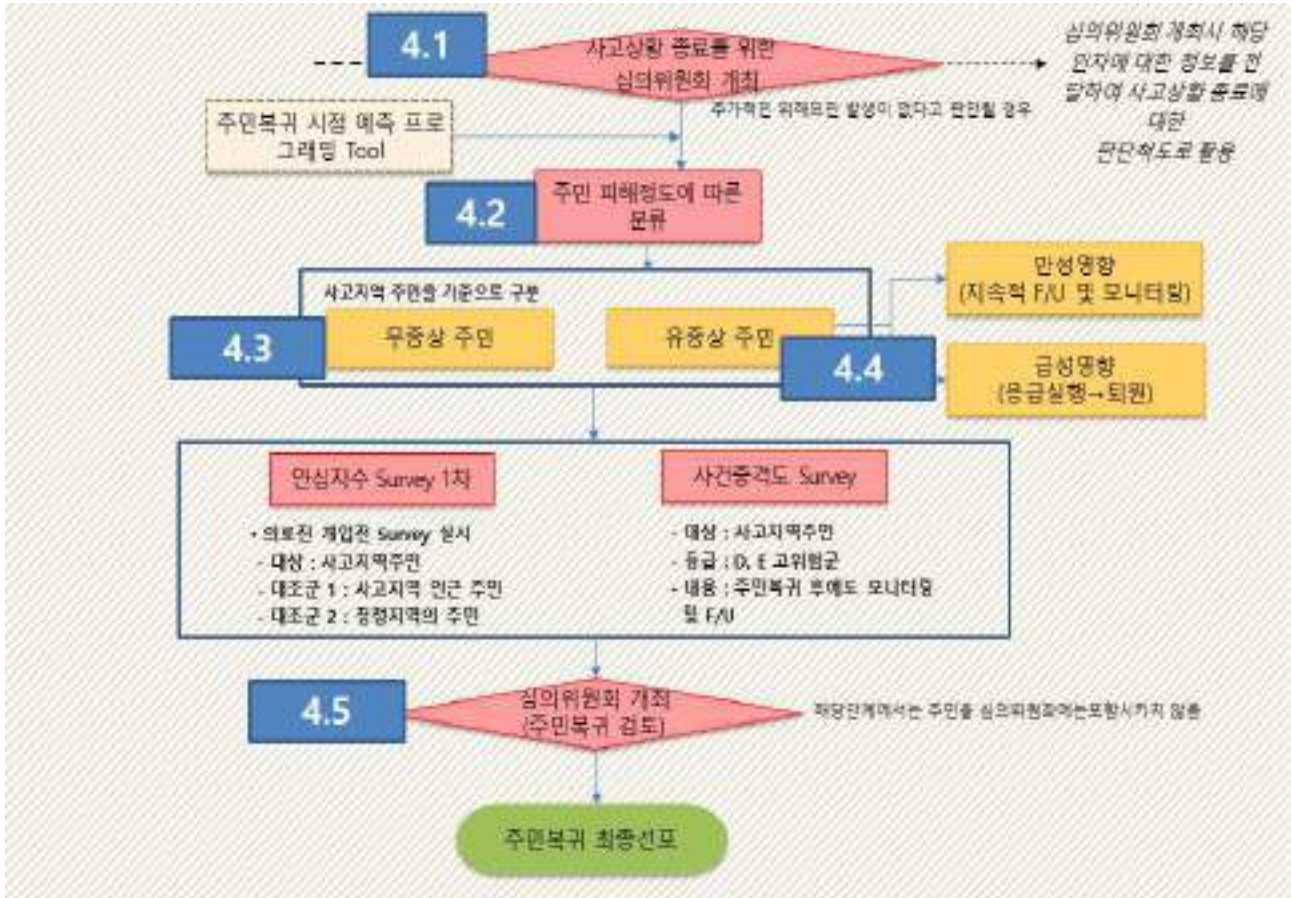 4.1
사고상황 종료를 위한
심의위원회 개최
심의위원회 개최시 해당
인자에 대한 정보를 전
달하여 사고상황 종료에
대한
판단척도로 활용
추가적인 위해요인 발생이 없다고 판단될 경우
주민복귀 시점 예측 프로
그래밍 Tool
4.2
주민 피해정도에 따른
분류
사고지역 주민을 기준으로 구분
4.3
무증상 주민
유증상 주민
4.4
만성영향
(지속적 F/U 및 모니터링)
급성영향
(응급실행→퇴원)
안심지수 Survey 1차
• 의료진 개입전 Survey 실시
- 대상 : 사고지역주민
- 대조군 1 : 사고지역 인근 주민
- 대조군 2 : 청정지역의 주민
사건충격도 Survey
- 대상 : 사고지역주민
- 등급 : D, E 고위험군
- 내용 : 주민복귀 후에도 모니터링
및 F/U
4.5
심의위원회 개최
(주민복귀 검토)
해당단계에서는 주민을 심의위원회에는포함시키지 않음
주민복귀 최종선포